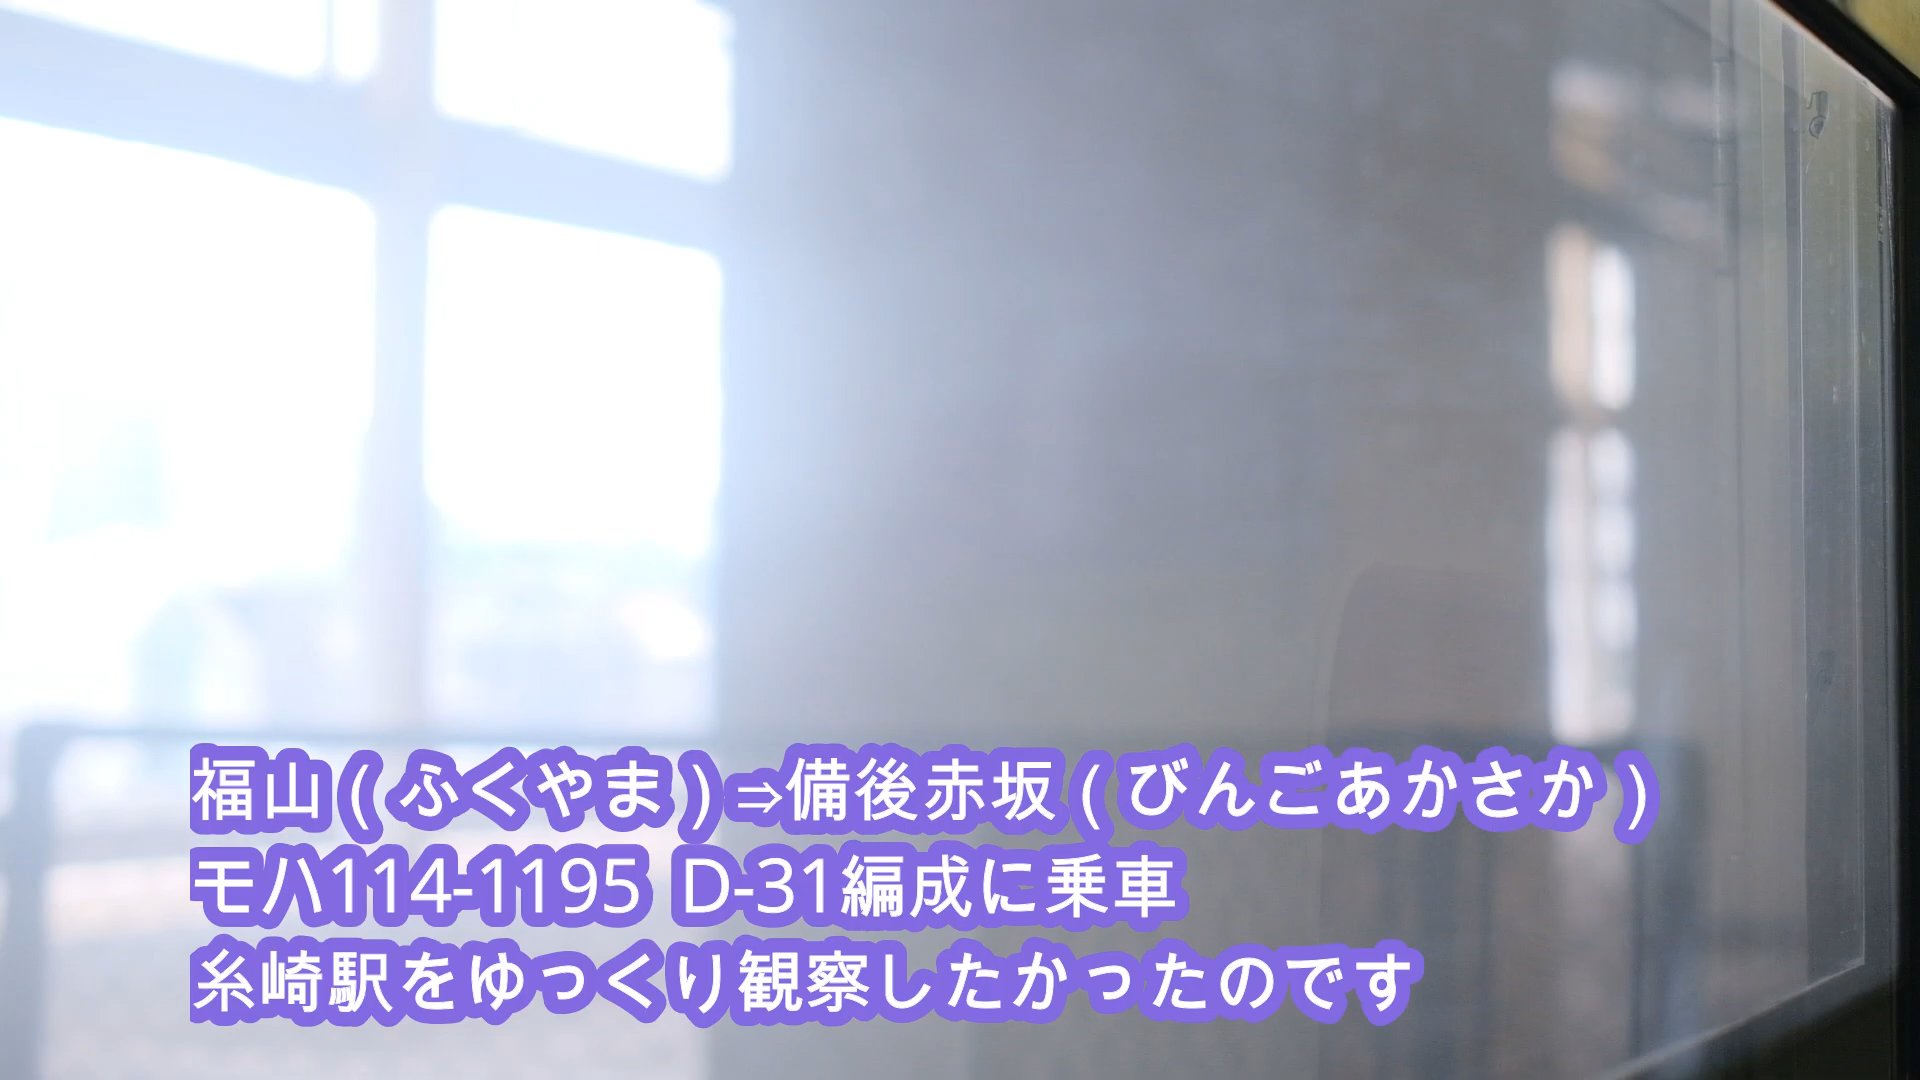 福山(ふくやま)⇒備後赤坂(びんごあかさか)
モハ114-1195 D-31編成に乗車
糸崎駅をゆっくり観察したかったのです